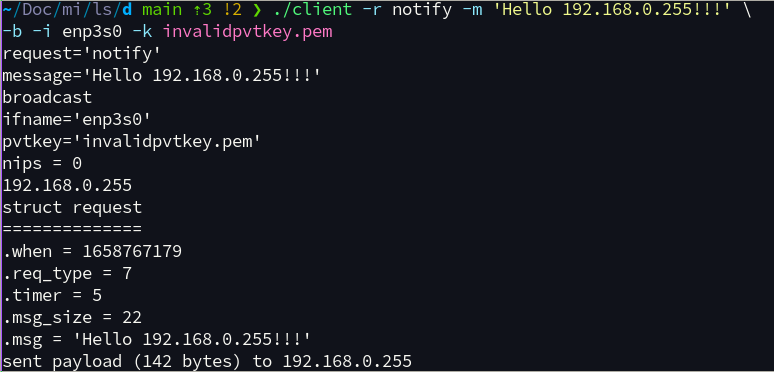 ~/Doc/mi/ls/d main ⇡3 !2 ❯ ./client -r notify -m 'Hello 192.168.0.255!!!' \
-b -i enp3s0 -k invalidpvtkey.pem
request='notify'
message='Hello 192.168.0.255!!!'
broadcast
ifname='enp3s0'
pvtkey='invalidpvtkey.pem'
nips = 0
192.168.0.255
struct request
==============
.when = 1658767179
.req_type = 7
.timer = 5
.msg_size = 22
.msg = 'Hello 192.168.0.255!!!'
sent payload (142 bytes) to 192.168.0.255